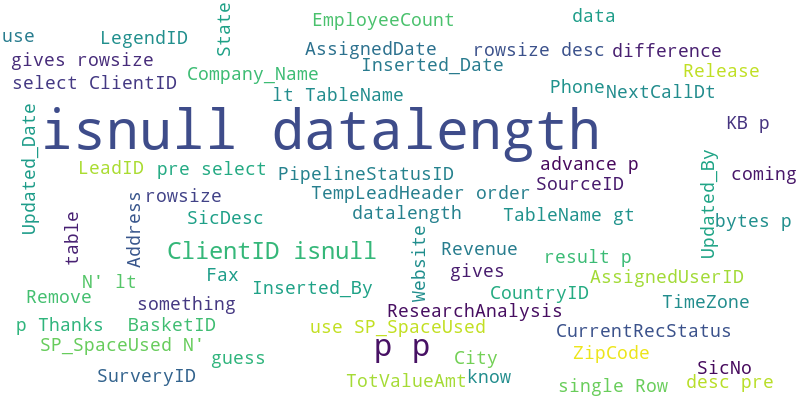 EmployeeCount
data
use
LegendID
State
AssignedDate
rowsize desc
difference
gives rowsize
Inserted_Date
select ClientID
Company_Name
Release
lt TableName
Phone
NextCallDt
isnull datalength
KB p
Updated_Date
LeadID
pre select
PipelineStatusID
advance p
SourceID
Updated_By
coming
rowsize
TempLeadHeader order
SicDesc
datalength
TableName gt
bytes p
table
Address
ClientID isnull
Website
Revenue
result p
Fax
gives
AssignedUserID
N' lt
Inserted_By
CountryID
Remove
something
ResearchAnalysis
TimeZone
p Thanks
BasketID
use SP_SpaceUsed
CurrentRecStatus
SP_SpaceUsed N'
guess
p p
City
ZipCode
SurveryID
TotValueAmt
know
single Row
SicNo
desc pre